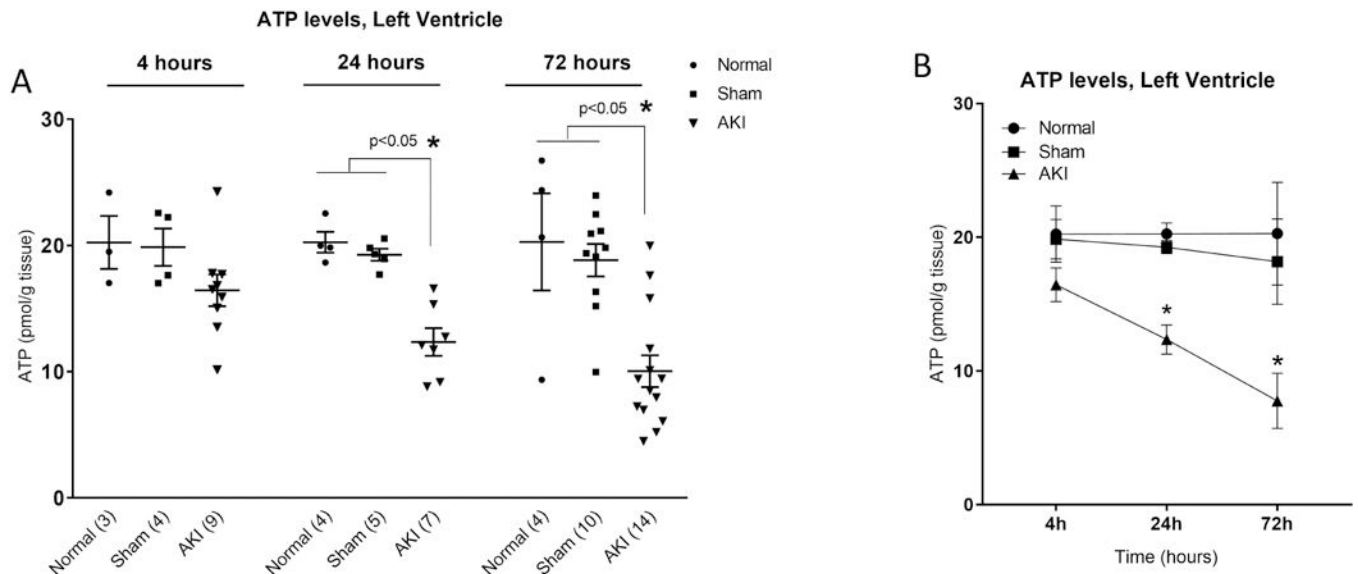 ATP levels, Left Ventricle
A
4 hours
24 hours
72 hours
Normal
Sham
AKI
p<0.05 *
p<0.05 *
ATP (pmol/g tissue)
30
20
10
0
Normal (3)
Sham (4)
AKI (9)
Normal (4)
Sham (5)
AKI (7)
Normal (4)
Sham (10)
AKI (14)
B
ATP levels, Left Ventricle
Normal
Sham
AKI
ATP (pmol/g tissue)
30
20
10
0
*
*
4h
24h
72h
Time (hours)